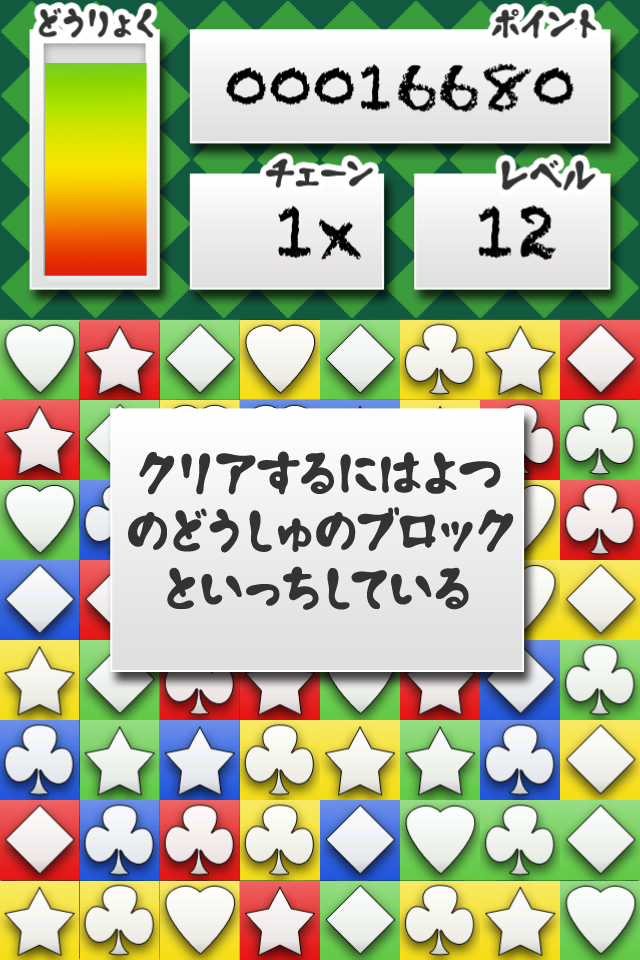 どうりょく
ポイント
00016680
チェーン
レベル
1x
12
クリアするにはよつ
のどうしゅのブロック
といっちしている